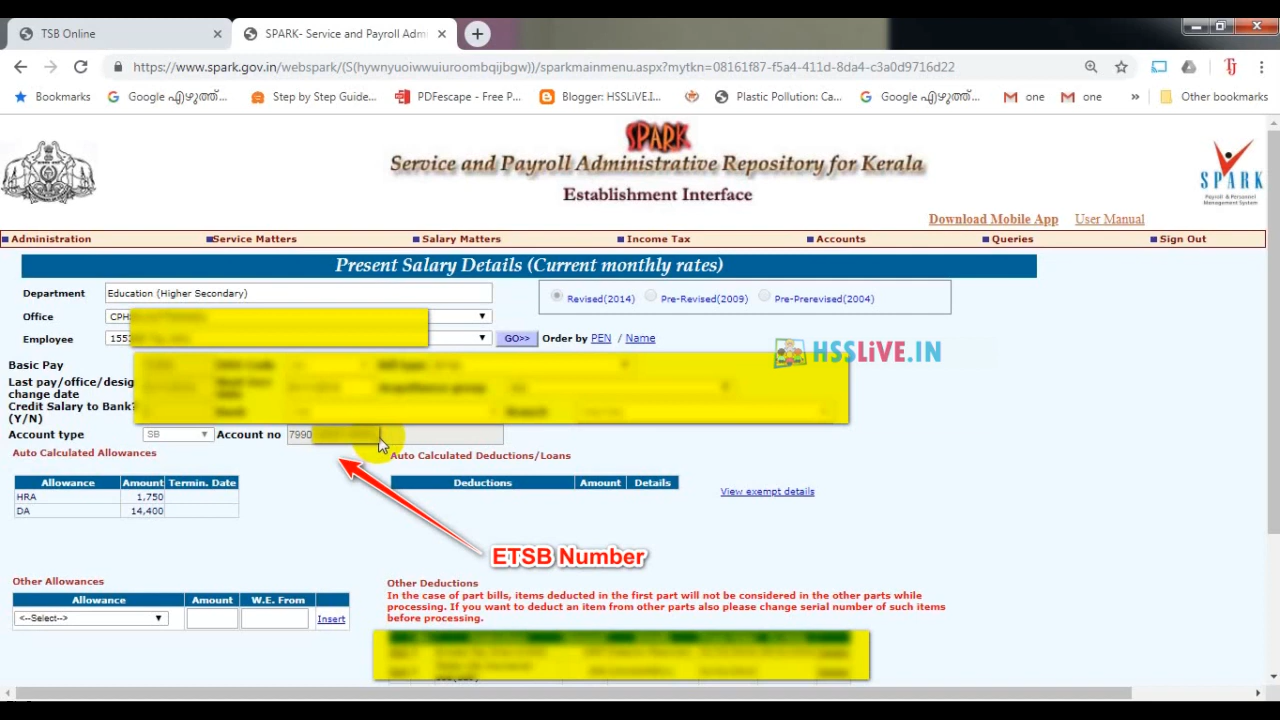 TSB Online
SPARK- Service and Payroll Adm
https://www.spark.gov.in/webspark/(S(hywnyuoiwwuiuroombqijbgw))/sparkmainmenu.aspx?mytkn=08161f87-f5a4-411d-8da4-c3a0d9716d22
Bookmarks Google എഴുത്ത്... Step by Step Guide... PDFescape - Free P... Blogger: HSSLiVE.I... Plastic Pollution: Ca... Google എഴുത്ത്... one one » Other bookmarks
SPARK
Service and Payroll Administrative Repository for Kerala
Establishment Interface
SPARK
Payroll & Personnel
Management System
Download Mobile App User Manual
Administration Service Matters Salary Matters Income Tax Accounts Queries Sign Out
Present Salary Details (Current monthly rates)
Department Education (Higher Secondary)
Revised(2014) Pre-Revised(2009) Pre-Prerevised(2004)
Office CPH
Employee 155 GO>> Order by PEN / Name
HSSLiVE.IN
Basic Pay
Last pay/office/desig
change date
Credit Salary to Bank?
(Y/N)
Account type SB Account no 7990
Auto Calculated Allowances
Auto Calculated Deductions/Loans
Allowance Amount Termin. Date
HRA 1,750
DA 14,400
Deductions Amount Details
View exempt details
ETSB Number
Other Allowances
Allowance Amount W.E. From
<--Select--> Insert
Other Deductions
In the case of part bills, items deducted in the first part will not be considered in the other parts while
processing. If you want to deduct an item from other parts also please change serial number of such items
before processing.